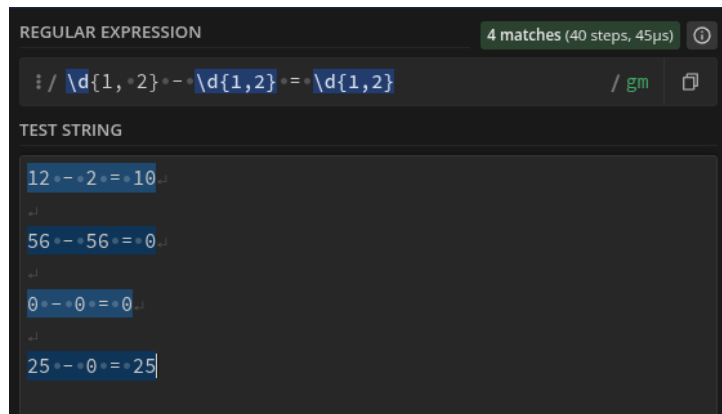 REGULAR EXPRESSION
4 matches (40 steps, 45µs)
⁝ / \d{1,·2}·-·\d{1,2}·=·\d{1,2} / gm
TEST STRING
12·-·2·=·10↵
↵
56·-·56·=·0↵
↵
0·-·0·=·0↵
↵
25·-·0·=·25